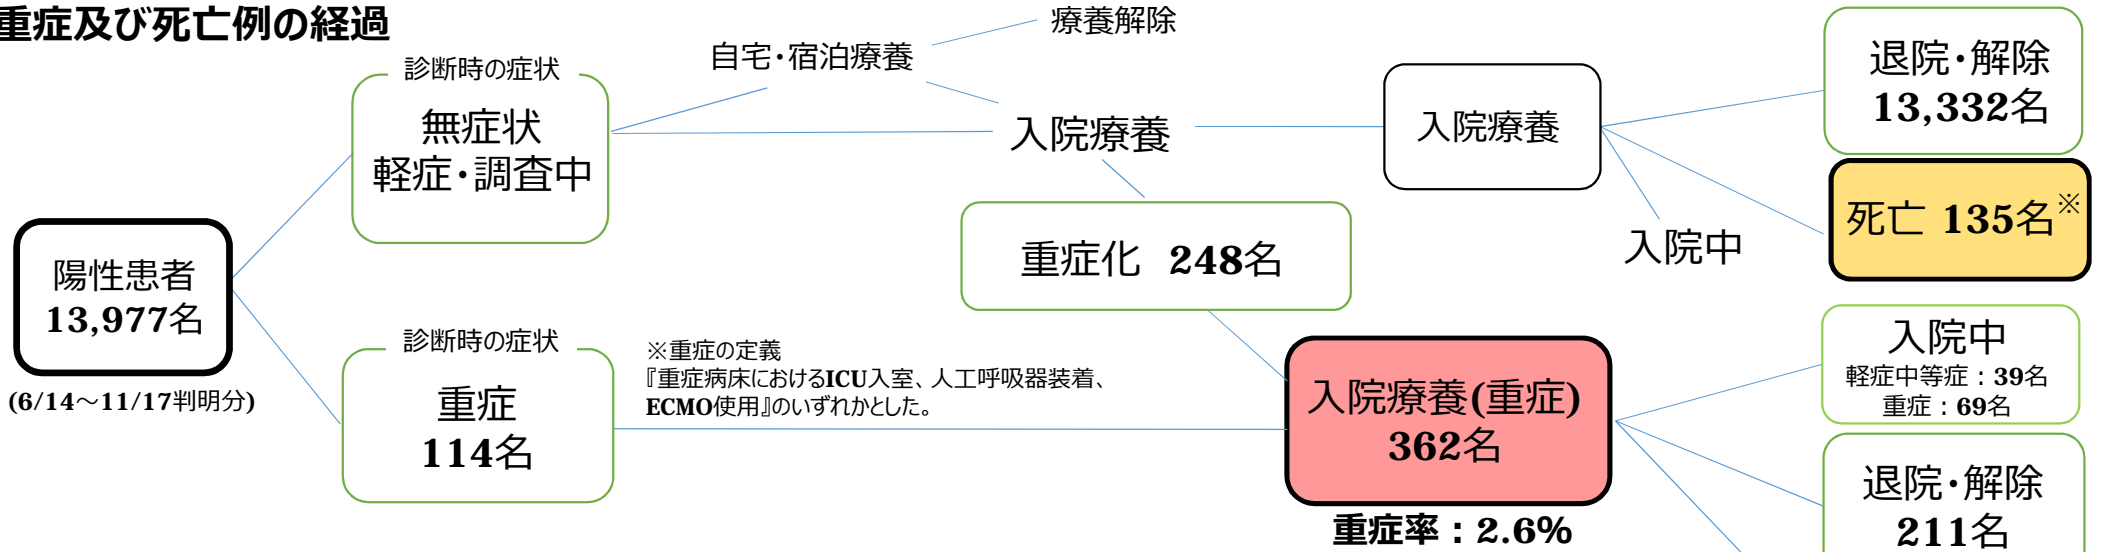 重症及び死亡例の経過
療養解除
自宅・宿泊療養
診断時の症状
無症状
軽症・調査中
入院療養
入院療養
退院・解除
13,332名
死亡 135名※
入院中
重症化 248名
陽性患者
13,977名
(6/14～11/17判明分)
診断時の症状
重症
114名
※重症の定義
『重症病床におけるICU入室、人工呼吸器装着、
ECMO使用』のいずれかとした。
入院療養(重症)
362名
重症率：2.6%
入院中
軽症中等症：39名
重症：69名
退院・解除
211名